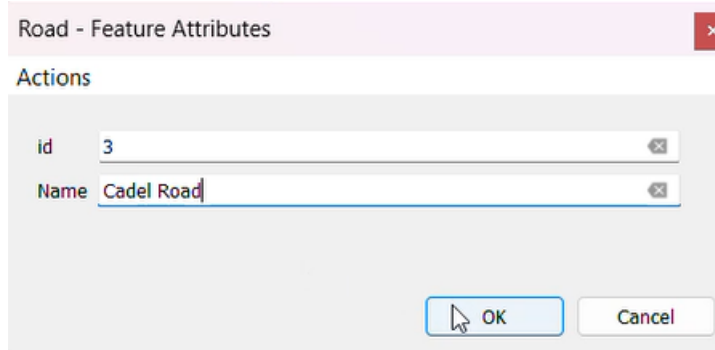 Road - Feature Attributes
Actions
id 3
Name Cadel Road
OK Cancel